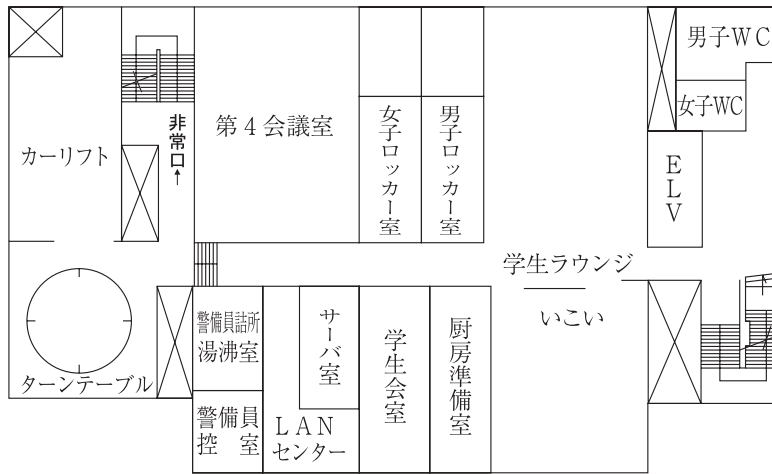 男子ＷＣ
女子WC
ELV
非常口→
第４会議室
女子ロッカー室
男子ロッカー室
カーリフト
学生ラウンジ
いこい
警備員詰所
湯沸室
サーバ室
学生会室
厨房準備室
ターンテーブル
警備員
控　室
ＬＡＮ
センター